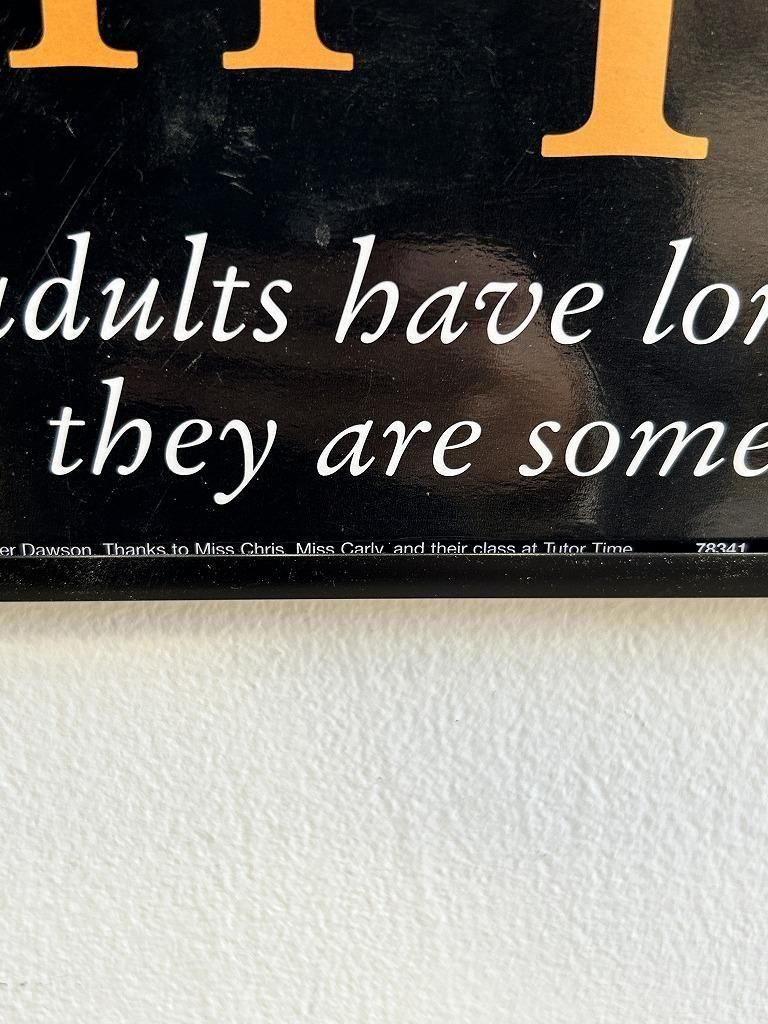 adults have lor
they are some
er Dawson. Thanks to Miss Chris, Miss Carly, and their class at Tutor Time 78341